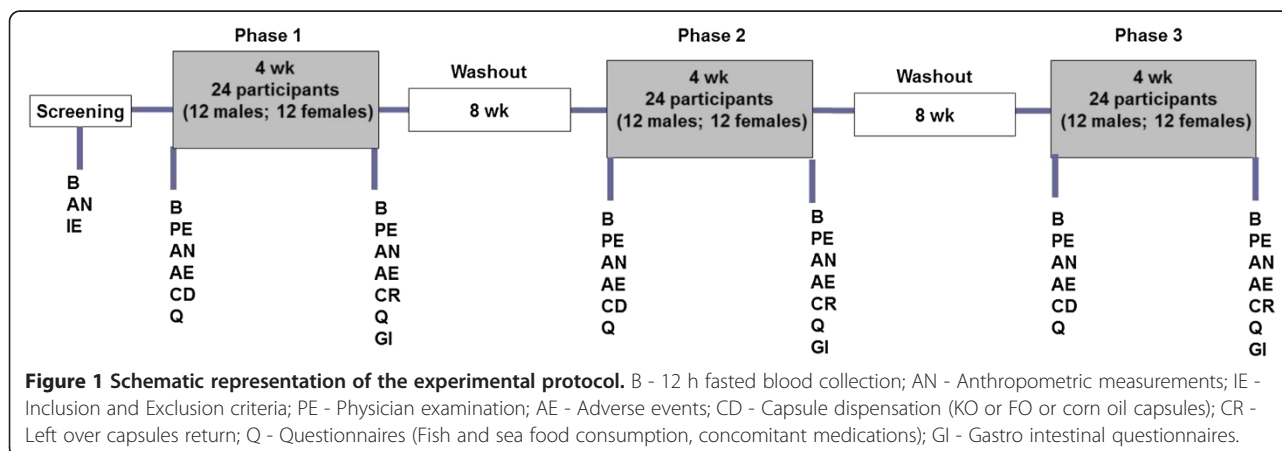 Phase 1
Phase 2
Phase 3
Screening
4 wk
24 participants
(12 males; 12 females)
Washout
8 wk
4 wk
24 participants
(12 males; 12 females)
Washout
8 wk
4 wk
24 participants
(12 males; 12 females)
B
AN
IE
B
PE
AN
AE
CD
Q
B
PE
AN
AE
CR
Q
GI
B
PE
AN
AE
CD
Q
B
PE
AN
AE
CR
Q
GI
B
PE
AN
AE
CD
Q
B
PE
AN
AE
CR
Q
GI
Figure 1 Schematic representation of the experimental protocol. B - 12 h fasted blood collection; AN - Anthropometric measurements; IE -
Inclusion and Exclusion criteria; PE - Physician examination; AE - Adverse events; CD - Capsule dispensation (KO or FO or corn oil capsules); CR -
Left over capsules return; Q - Questionnaires (Fish and sea food consumption, concomitant medications); GI - Gastro intestinal questionnaires.